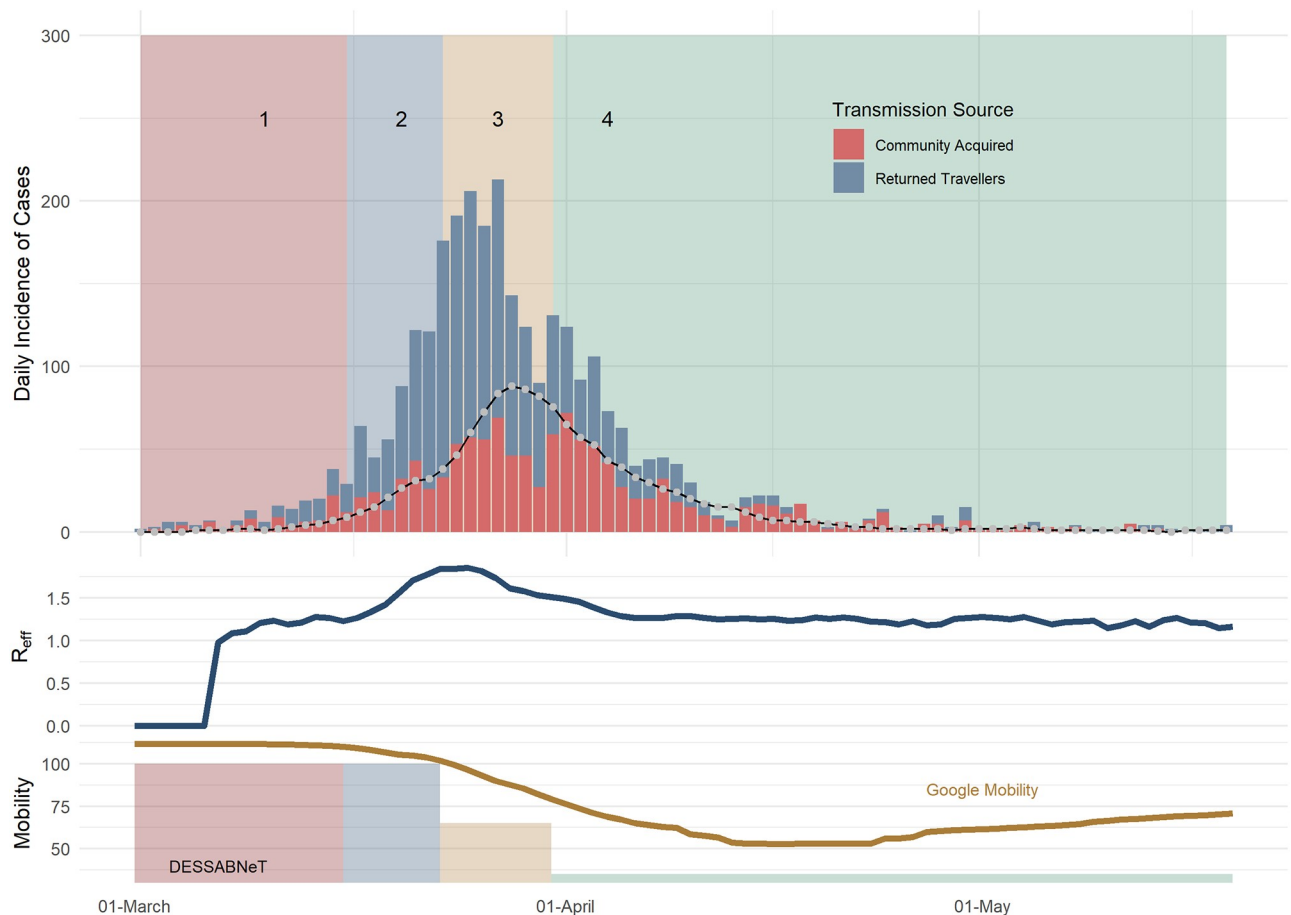 300
200
100
0
Daily Incidence of Cases
1
2
3
4
Transmission Source
Community Acquired
Returned Travellers
1.5
1.0
0.5
0.0
Reff
100
75
50
Mobility
Google Mobility
DESSABNeT
01-March
01-April
01-May